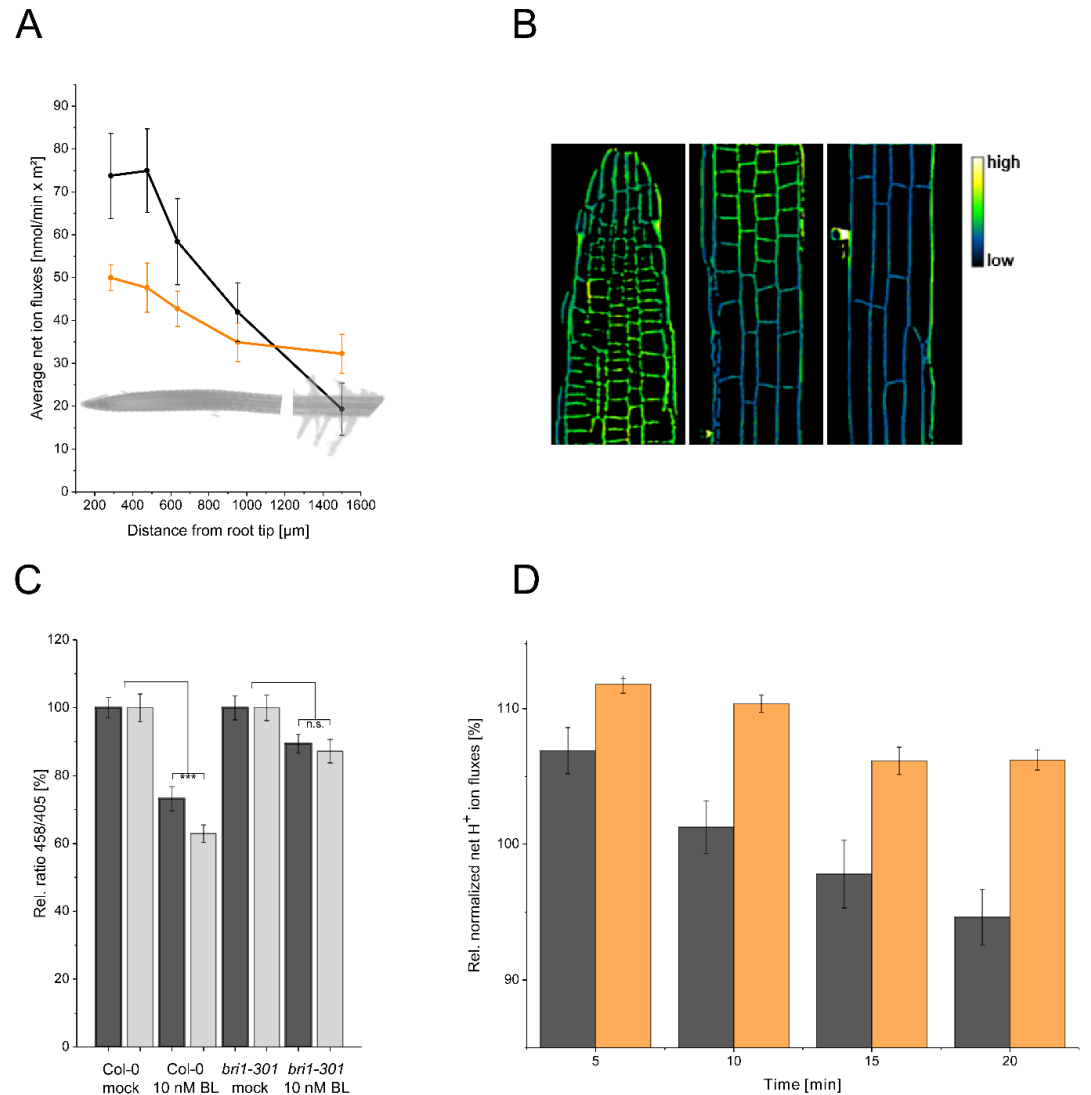 A
B
Average net ion fluxes [nmol/min x m²]
90
80
70
60
50
40
30
20
10
0
200 400 600 800 1000 1200 1400 1600
Distance from root tip [µm]
high
low
C
D
Rel. ratio 458/405 [%]
120
100
80
60
40
20
0
***
n.s.
Col-0 mock
Col-0 10 nM BL
bri1-301 mock
bri1-301 10 nM BL
Rel. normalized net H⁺ ion fluxes [%]
110
100
90
5 10 15 20
Time [min]